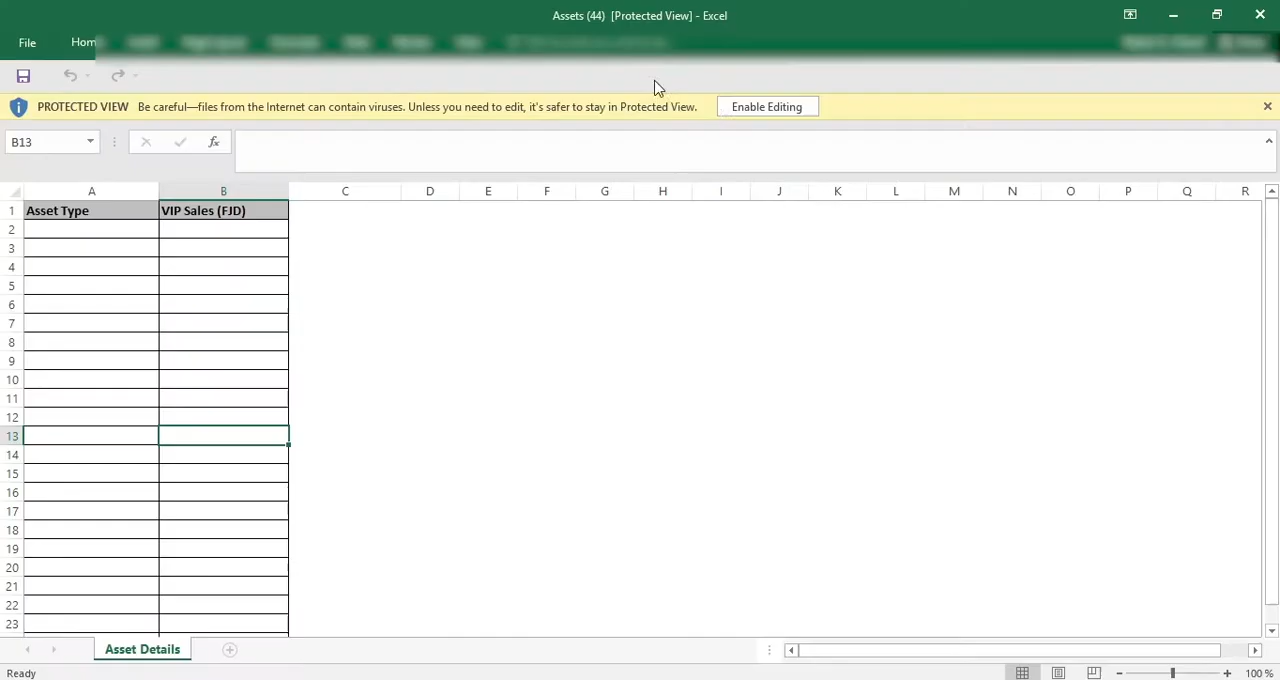 Assets (44) [Protected View] - Excel
File Hom
PROTECTED VIEW Be careful—files from the Internet can contain viruses. Unless you need to edit, it's safer to stay in Protected View. Enable Editing
B13 fx
A B C D E F G H I J K L M N O P Q R
1 Asset Type VIP Sales (FJD)
2
3
4
5
6
7
8
9
10
11
12
13
14
15
16
17
18
19
20
21
22
23
Asset Details
Ready 100 %